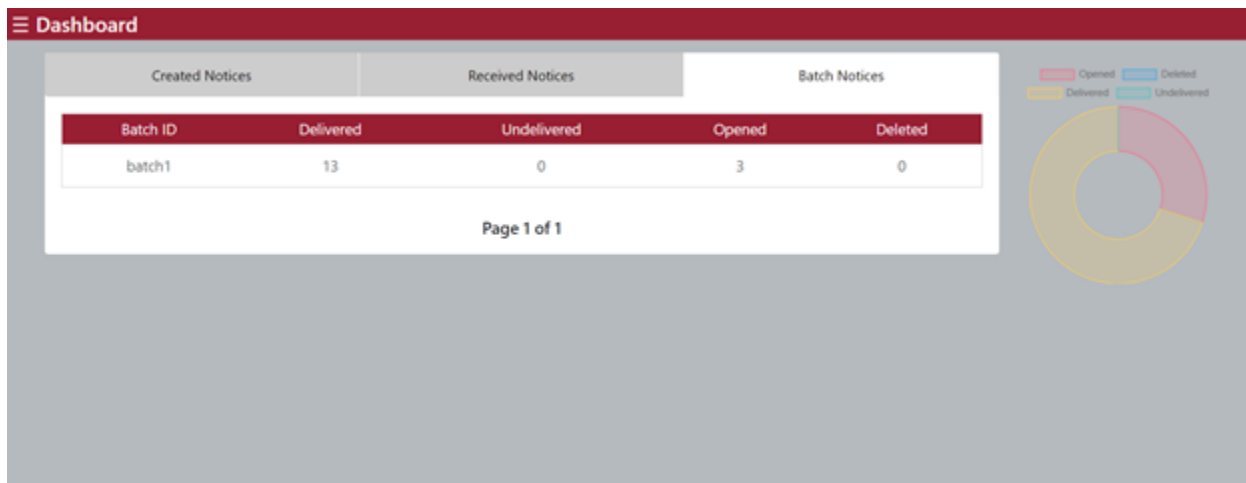 ☰ Dashboard
Created Notices Received Notices Batch Notices
Opened Deleted
Delivered Undelivered
Batch ID Delivered Undelivered Opened Deleted
batch1 13 0 3 0
Page 1 of 1